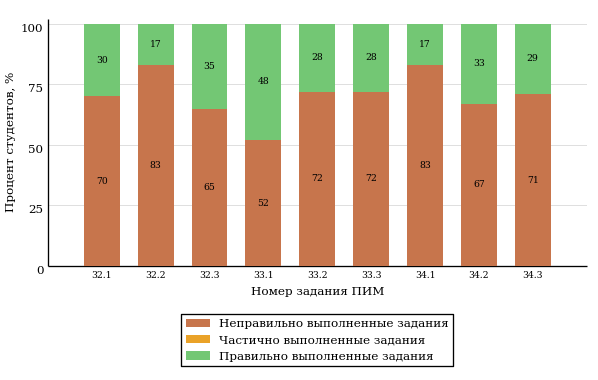 Процент студентов, %
100
75
50
25
0
30 17 35 48 28 28 17 33 29
70 83 65 52 72 72 83 67 71
32.1 32.2 32.3 33.1 33.2 33.3 34.1 34.2 34.3
Номер задания ПИМ
Неправильно выполненные задания
Частично выполненные задания
Правильно выполненные задания